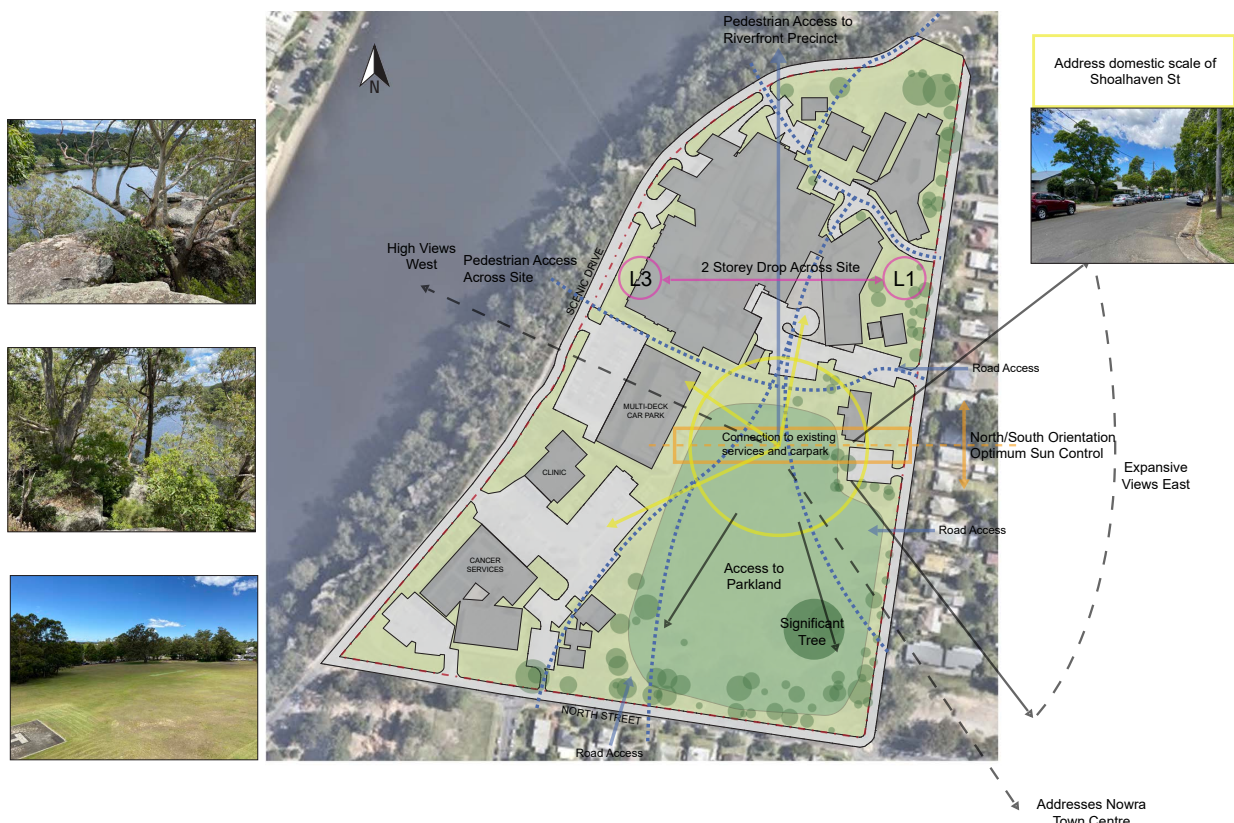 Pedestrian Access to
Riverfront Precinct
N
Address domestic scale of
Shoalhaven St
High Views
West
Pedestrian Access
Across Site
SCENIC DRIVE
L3
2 Storey Drop Across Site
L1
Road Access
MULTI-DECK
CAR PARK
Connection to existing
services and carpark
North/South Orientation
Optimum Sun Control
CLINIC
Expansive
Views East
Road Access
CANCER
SERVICES
Access to
Parkland
Significant
Tree
NORTH STREET
Road Access
Addresses Nowra
Town Centre